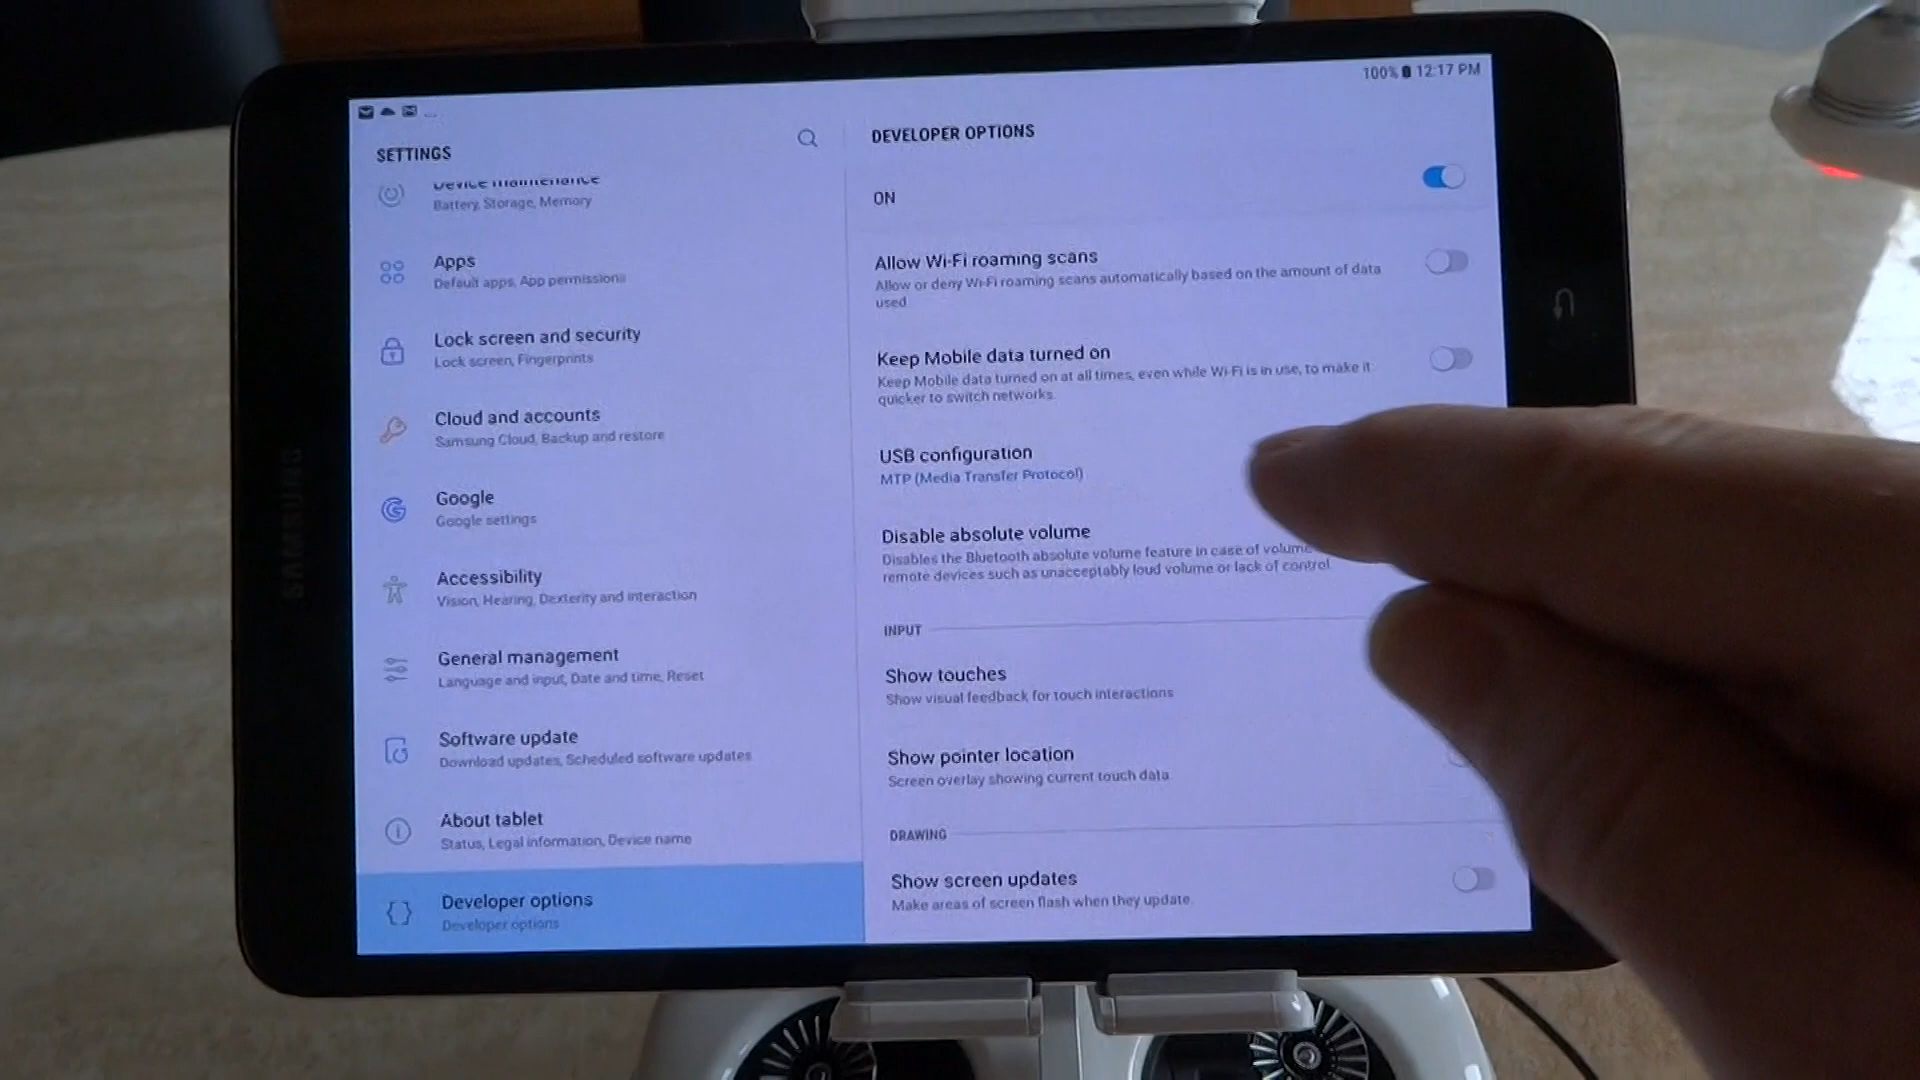 100% 12:17 PM
SETTINGS
Device maintenance
Battery, Storage, Memory
Apps
Default apps, App permissions
Lock screen and security
Lock screen, Fingerprints
Cloud and accounts
Samsung Cloud, Backup and restore
Google
Google settings
Accessibility
Vision, Hearing, Dexterity and interaction
General management
Language and input, Date and time, Reset
Software update
Download updates, Scheduled software updates
About tablet
Status, Legal information, Device name
Developer options
Developer options
DEVELOPER OPTIONS
ON
Allow Wi-Fi roaming scans
Allow or deny Wi-Fi roaming scans automatically based on the amount of data
used.
Keep Mobile data turned on
Keep Mobile data turned on at all times, even while Wi-Fi is in use, to make it
quicker to switch networks.
USB configuration
MTP (Media Transfer Protocol)
Disable absolute volume
Disables the Bluetooth absolute volume feature in case of volume
remote devices such as unacceptably loud volume or lack of control.
INPUT
Show touches
Show visual feedback for touch interactions
Show pointer location
Screen overlay showing current touch data.
DRAWING
Show screen updates
Make areas of screen flash when they update.
SAMSUNG